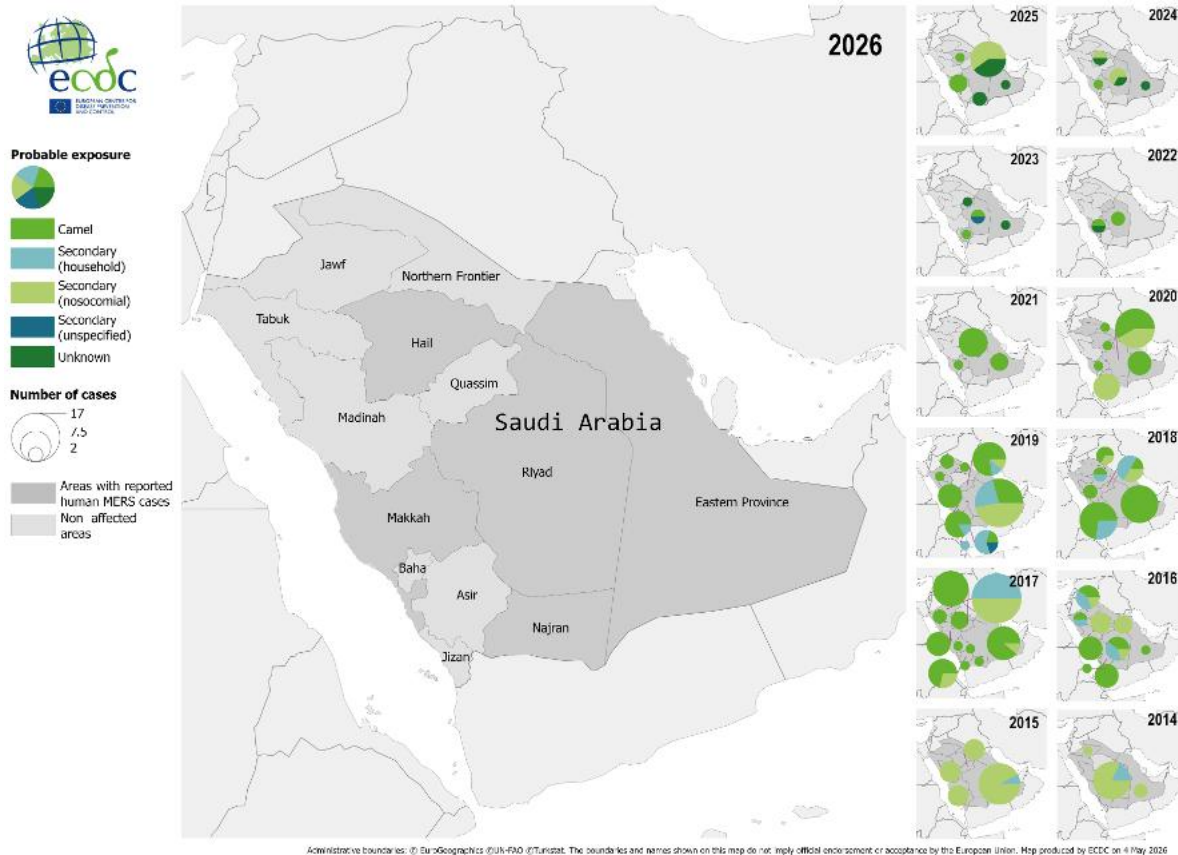 ecdc
EUROPEAN CENTRE FOR
DISEASE PREVENTION
AND CONTROL
Probable exposure
Camel
Secondary
(household)
Secondary
(nosocomial)
Secondary
(unspecified)
Unknown
Number of cases
17
7.5
2
Areas with reported
human MERS cases
Non affected
areas
2026
Jawf
Northern Frontier
Tabuk
Hail
Quassim
Madinah
Saudi Arabia
Riyad
Eastern Province
Makkah
Baha
Asir
Najran
Jizan
2025
2024
2023
2022
2021
2020
2019
2018
2017
2016
2015
2014
Administrative boundaries: © EuroGeographics ©UN-FAO ©Turkstat. The boundaries and names shown on this map do not imply official endorsement or acceptance by the European Union. Map produced by ECDC on 4 May 2026